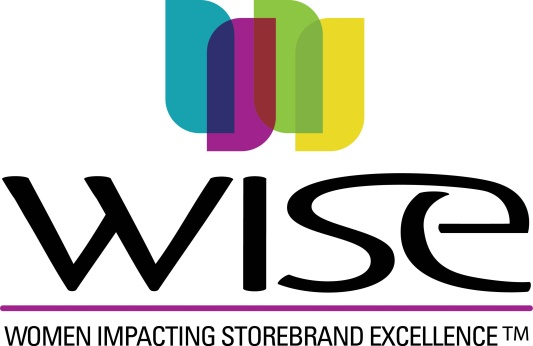 WISe
WOMEN IMPACTING STOREBRAND EXCELLENCE™